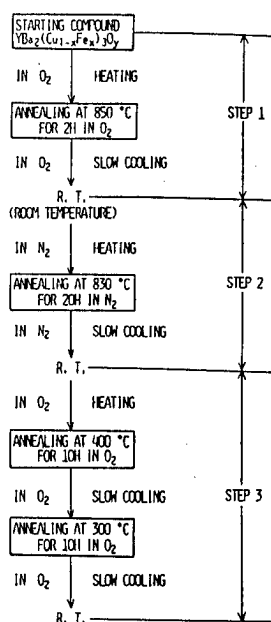 STARTING COMPOUND
YBa₂(Cu₁₋ₓFeₓ)₃Oᵧ
IN O₂ HEATING
ANNEALING AT 850 °C
FOR 2H IN O₂
STEP 1
IN O₂ SLOW COOLING
R. T.
(ROOM TEMPERATURE)
IN N₂ HEATING
ANNEALING AT 830 °C
FOR 20H IN N₂
STEP 2
IN N₂ SLOW COOLING
R. T.
IN O₂ HEATING
ANNEALING AT 400 °C
FOR 10H IN O₂
IN O₂ SLOW COOLING
STEP 3
ANNEALING AT 300 °C
FOR 10H IN O₂
IN O₂ SLOW COOLING
R. T.